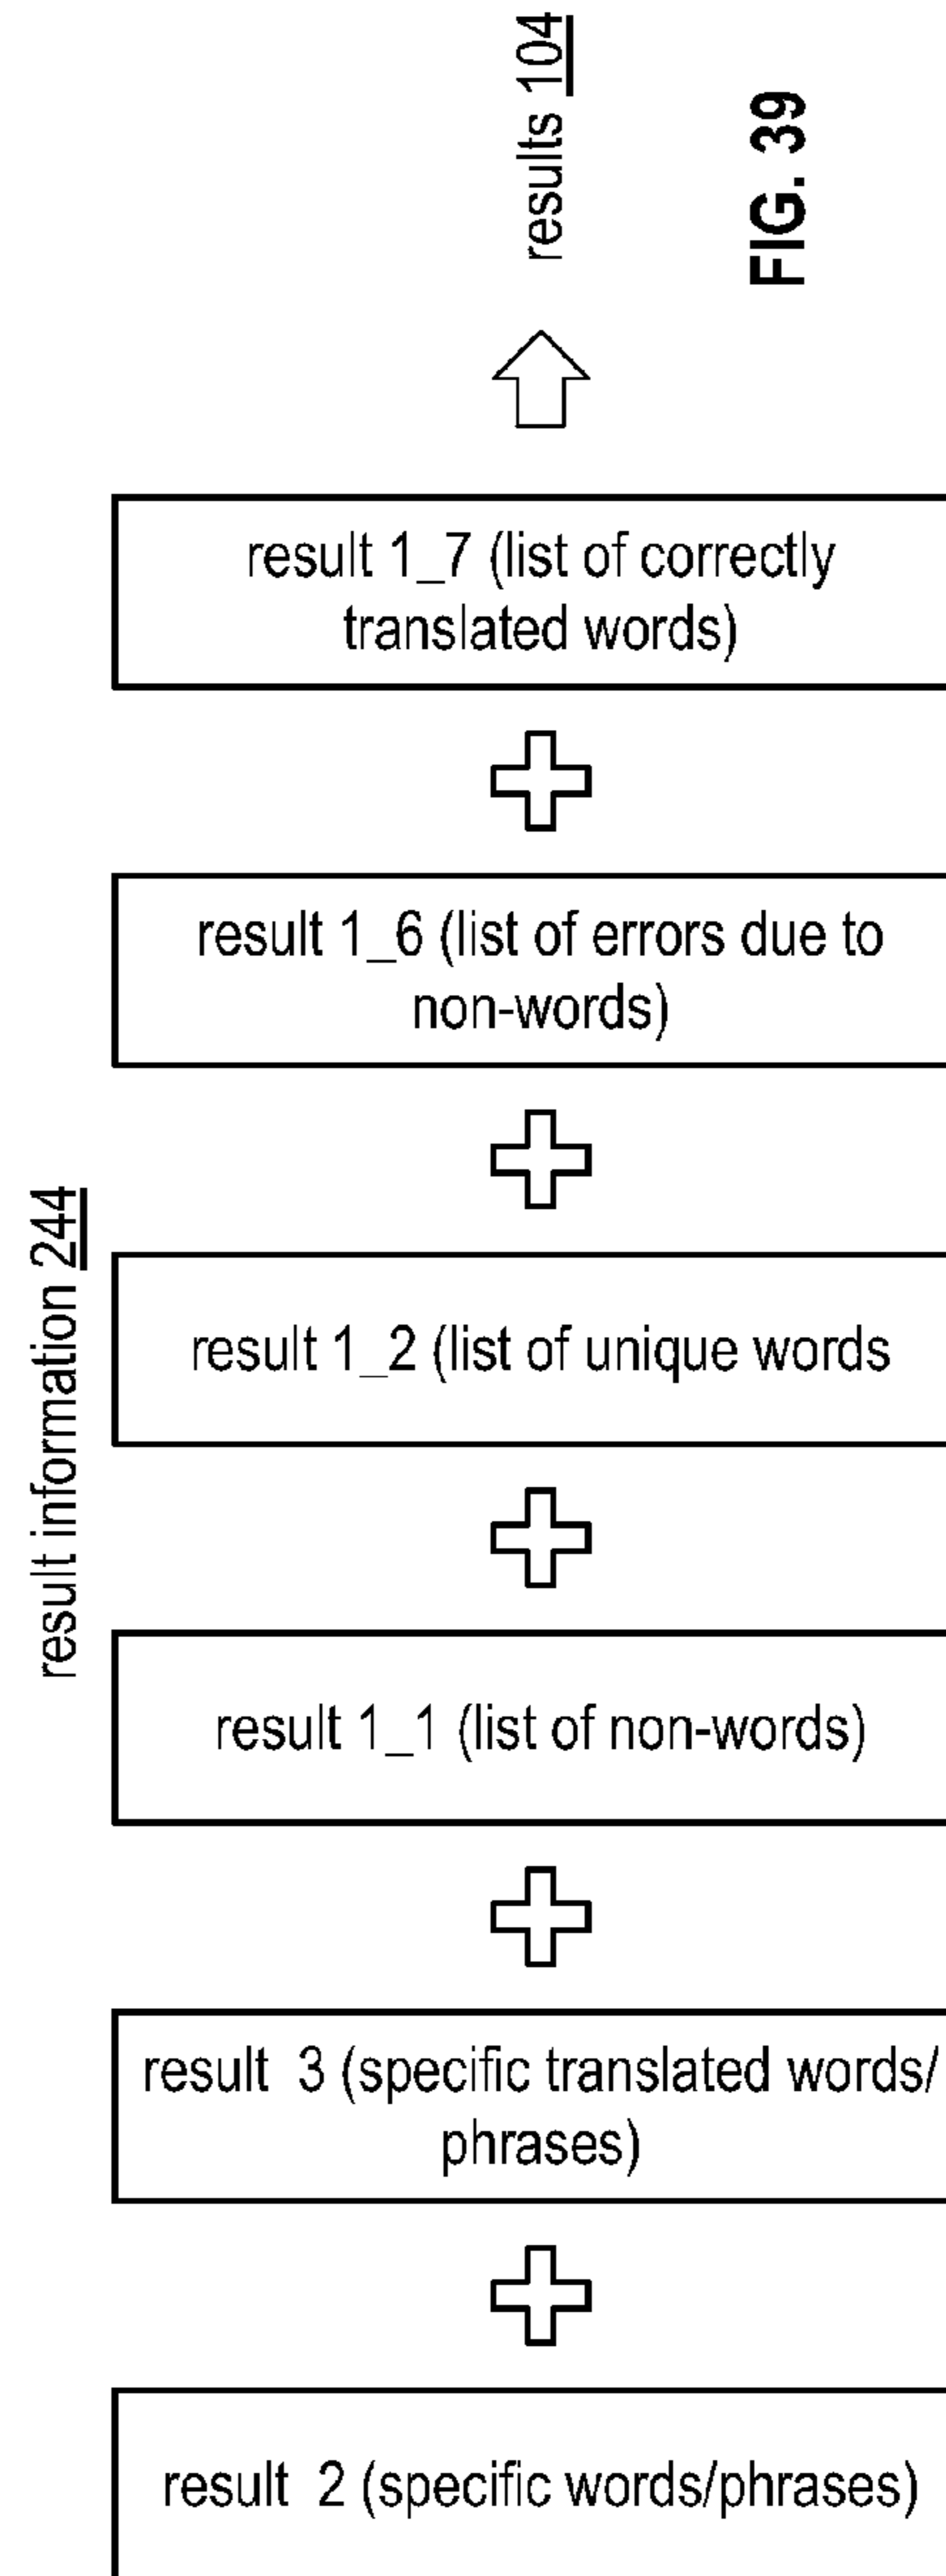 results 104
FIG. 39
result 1_7 (list of correctly
translated words)
result 1_6 (list of errors due to
non-words)
result information 244
result 1_2 (list of unique words
result 1_1 (list of non-words)
result 3 (specific translated words/
phrases)
result 2 (specific words/phrases)